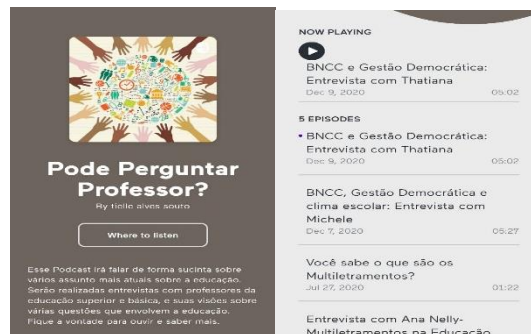 Pode Perguntar
Professor?
By tielle alves souto
Where to listen
Esse Podcast irá falar de forma sucinta sobre
vários assunto mais atuais sobre a educação.
Serão realizadas entrevistas com professores da
educação superior e básica, e suas visões sobre
várias questões que envolvem a educação.
Fique a vontade para ouvir e saber mais.
NOW PLAYING
BNCC e Gestão Democrática:
Entrevista com Thatiana
Dec 9, 2020 05:02
5 EPISODES
BNCC e Gestão Democrática:
Entrevista com Thatiana
Dec 9, 2020 05:02
BNCC, Gestão Democrática e
clima escolar: Entrevista com
Michele
Dec 7, 2020 05:27
Você sabe o que são os
Multiletramentos?
Jul 27, 2020 01:22
Entrevista com Ana Nelly-
Multiletramentos na Educação